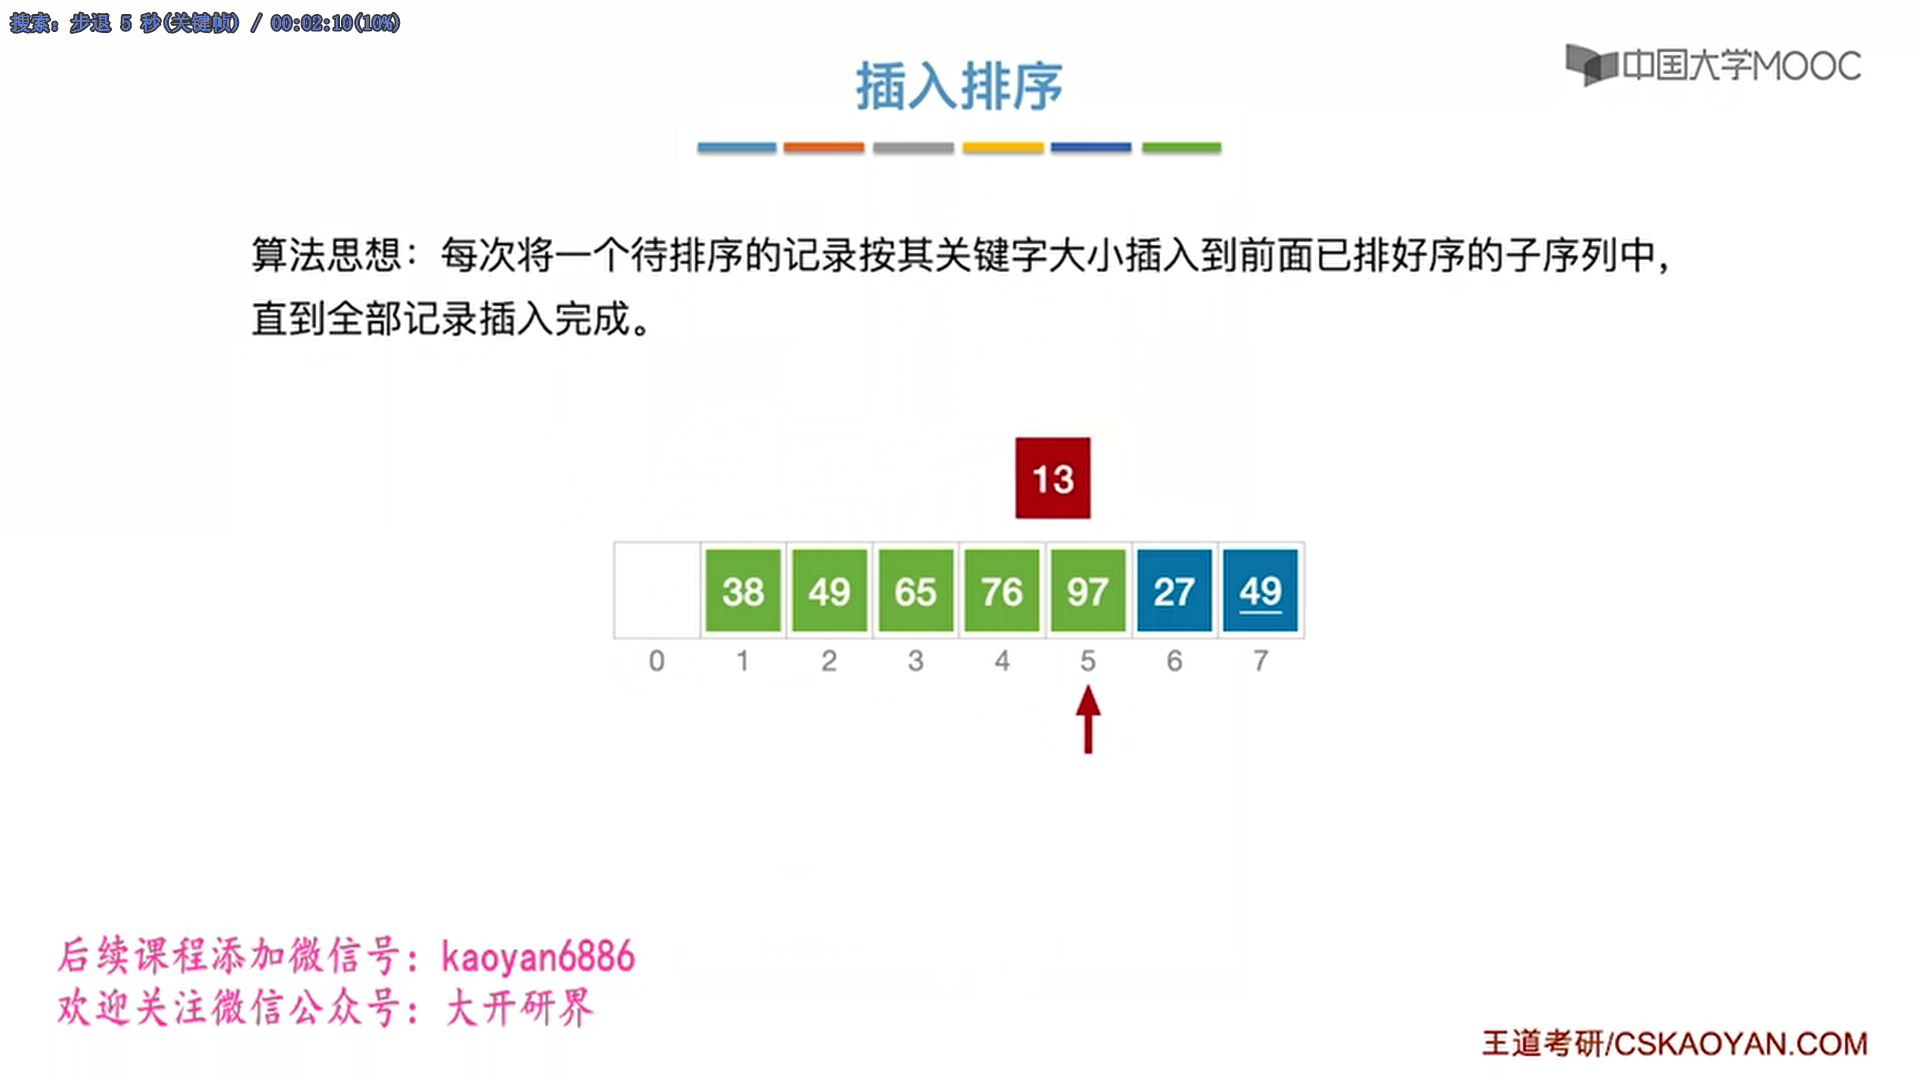 搜索: 步退 5 秒(关键帧) / 00:02:10(10%)
中国大学MOOC
插入排序
算法思想：每次将一个待排序的记录按其关键字大小插入到前面已排好序的子序列中，
直到全部记录插入完成。
13
38 49 65 76 97 27 49
0 1 2 3 4 5 6 7
后续课程添加微信号：kaoyan6886
欢迎关注微信公众号：大开研界
王道考研/CSKAOYAN.COM